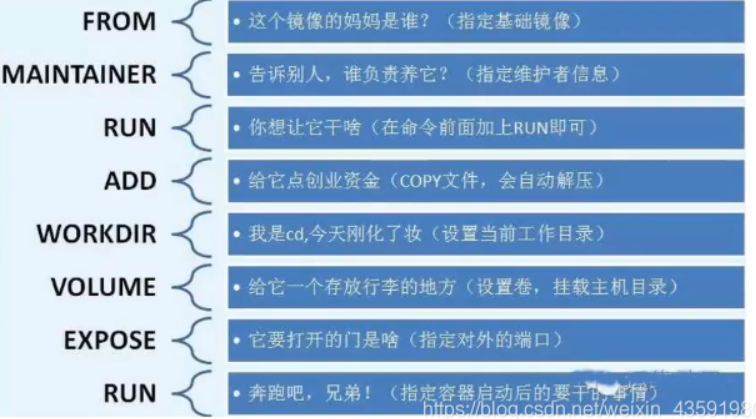 FROM
• 这个镜像的妈妈是谁？（指定基础镜像）
MAINTAINER
• 告诉别人，谁负责养它？（指定维护者信息）
RUN
• 你想让它干啥（在命令前面加上RUN即可）
ADD
• 给它点创业资金（COPY文件，会自动解压）
WORKDIR
• 我是cd,今天刚化了妆（设置当前工作目录）
VOLUME
• 给它一个存放行李的地方（设置卷，挂载主机目录）
EXPOSE
• 它要打开的门是啥（指定对外的端口）
RUN
• 奔跑吧，兄弟！（指定容器启动后的要干的事情）
https://blog.csdn.net/weixin_4359198